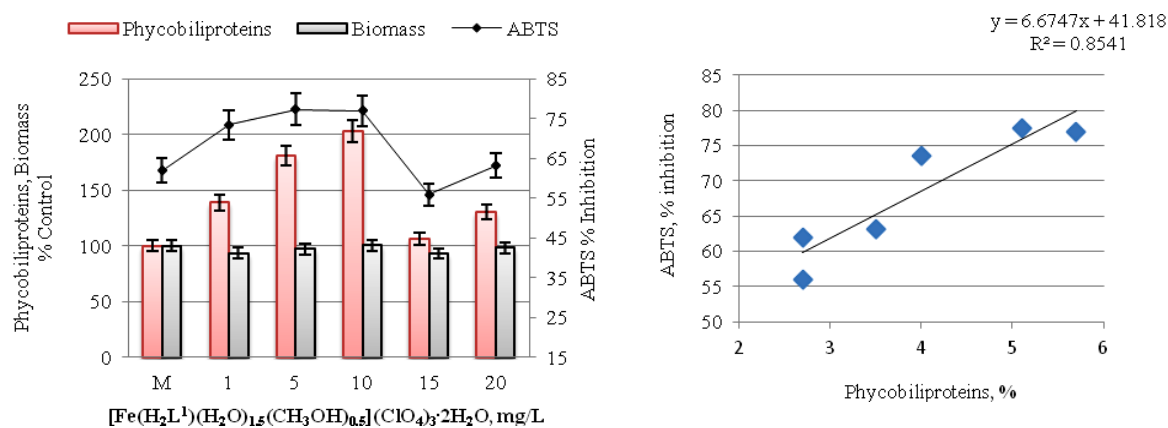 Phycobiliproteins Biomass ABTS
Phycobiliproteins, Biomass
% Control
250
200
150
100
50
0
85
75
65
55
45
35
25
15
ABTS % Inhibition
M 1 5 10 15 20
[Fe(H₂L¹)(H₂O)₁.₅(CH₃OH)₀.₅](ClO₄)₃·2H₂O, mg/L
y = 6.6747x + 41.818
R² = 0.8541
ABTS, % inhibition
85
80
75
70
65
60
55
50
2 3 4 5 6
Phycobiliproteins, %